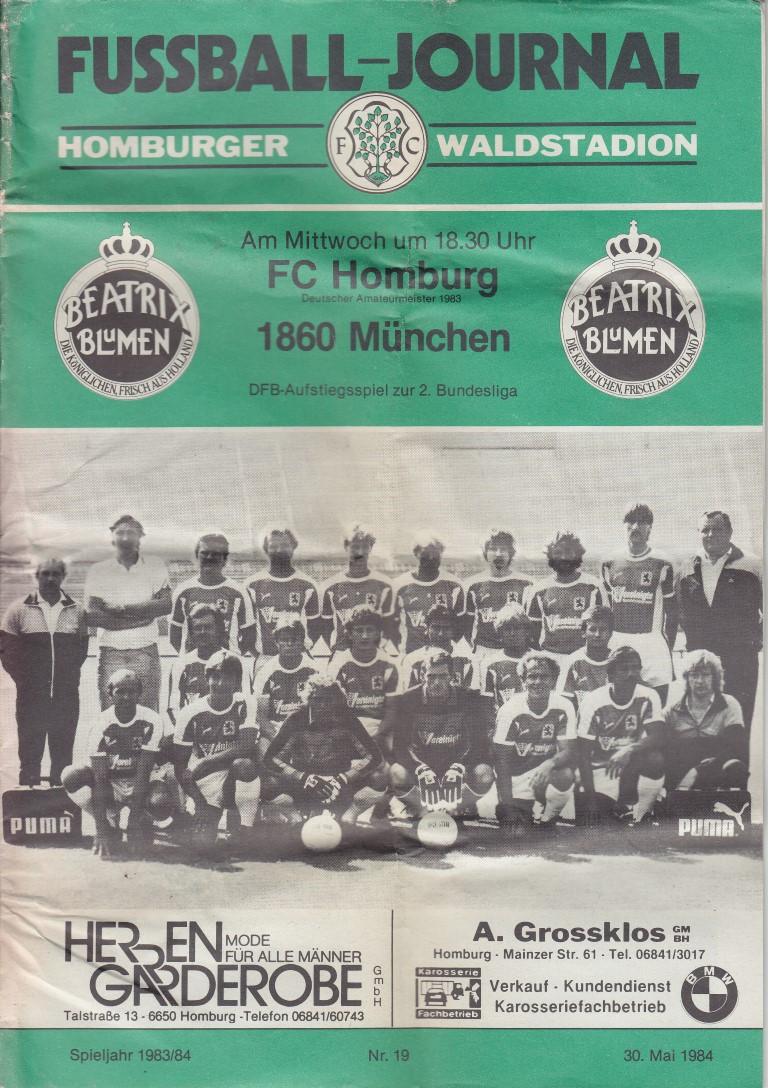 FUSSBALL-JOURNAL
HOMBURGER FC WALDSTADION
Am Mittwoch um 18.30 Uhr
FC Homburg
Deutscher Amateurmeister 1983
1860 München
DFB-Aufstiegsspiel zur 2. Bundesliga
BEATRIX
BLUMEN
DIE KÖNIGLICHEN, FRISCH AUS HOLLAND
BEATRIX
BLUMEN
DIE KÖNIGLICHEN, FRISCH AUS HOLLAND
PUMA
PUMA
HERREN
GARDEROBE
MODE
FÜR ALLE MÄNNER
GmbH
Talstraße 13 - 6650 Homburg - Telefon 06841/60743
A. Grossklos GMBH
Homburg · Mainzer Str. 61 · Tel. 06841/3017
Karosserie
Fachbetrieb
Verkauf · Kundendienst
Karosseriefachbetrieb
BMW
Spieljahr 1983/84 Nr. 19 30. Mai 1984